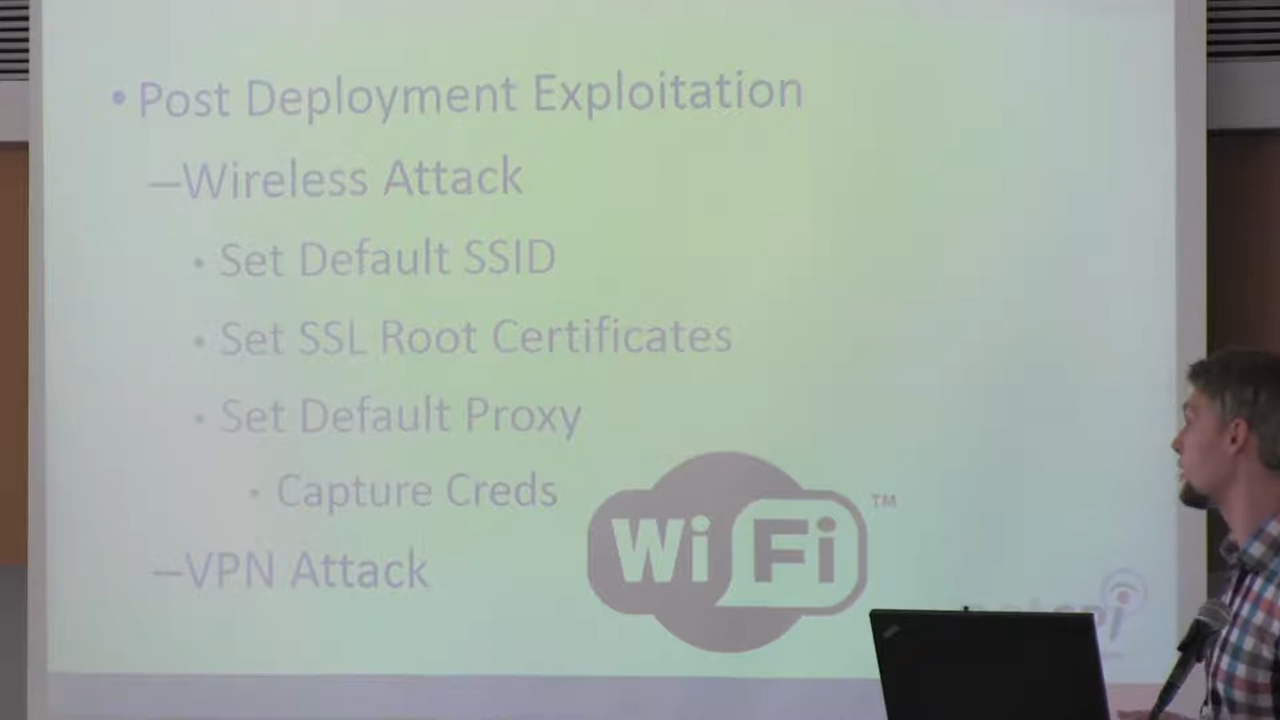 • Post Deployment Exploitation
–Wireless Attack
• Set Default SSID
• Set SSL Root Certificates
• Set Default Proxy
• Capture Creds
–VPN Attack
Wi Fi TM